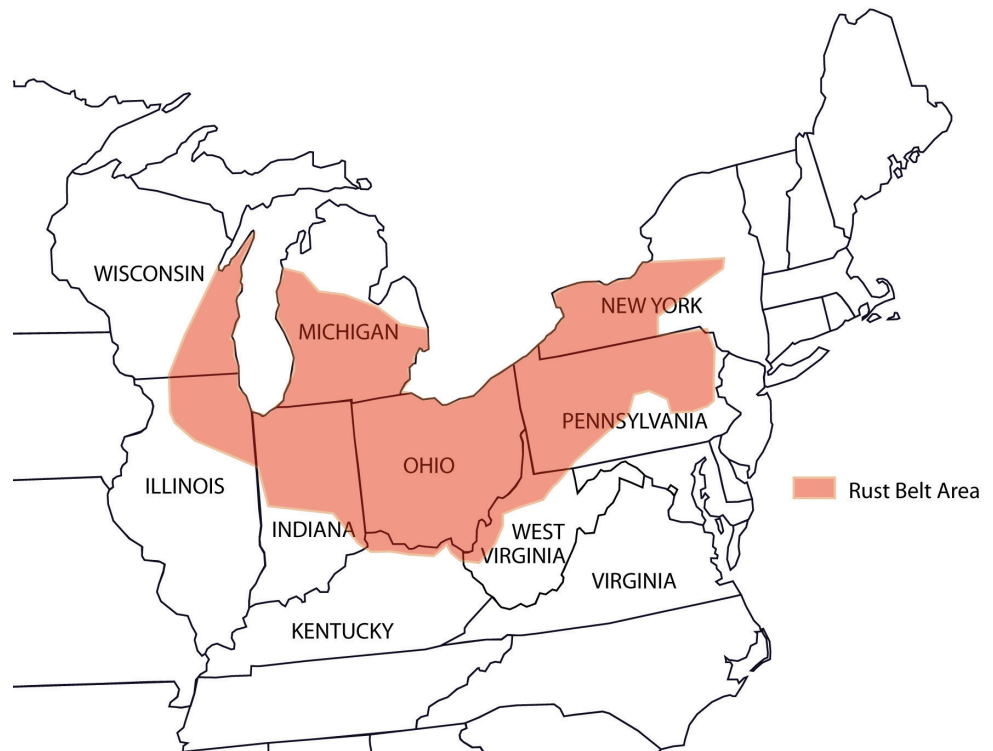 WISCONSIN
MICHIGAN
NEW YORK
PENNSYLVANIA
OHIO
ILLINOIS
INDIANA
WEST
VIRGINIA
VIRGINIA
KENTUCKY
Rust Belt Area